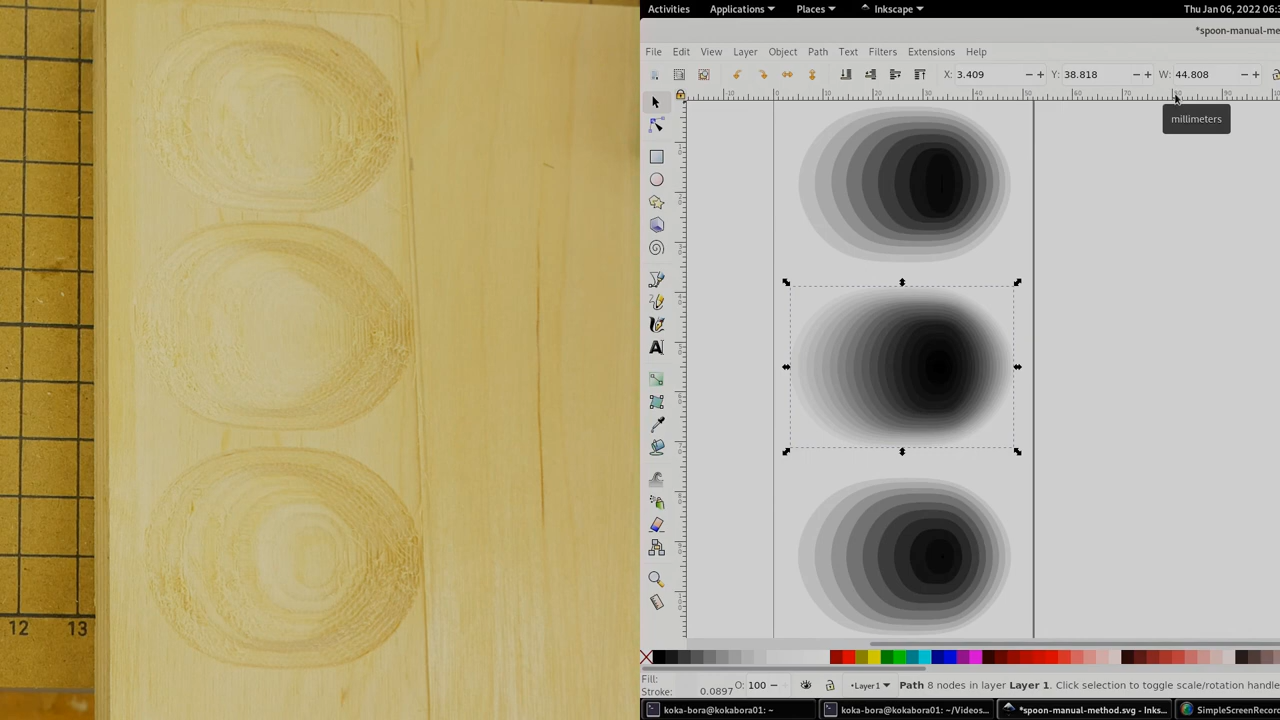 Activities Applications Places Inkscape Thu Jan 06, 2022 06:3
*spoon-manual-me
File Edit View Layer Object Path Text Filters Extensions Help
X: 3.409 − + Y: 38.818 − + W: 44.808 − +
millimeters
12 13
Fill:
Stroke: 0.0897 O: 100 − + •Layer1 Path 8 nodes in layer Layer 1. Click selection to toggle scale/rotation handle
koka-bora@kokabora01: ~ koka-bora@kokabora01: ~/Videos... *spoon-manual-method.svg - Inks... SimpleScreenRecor